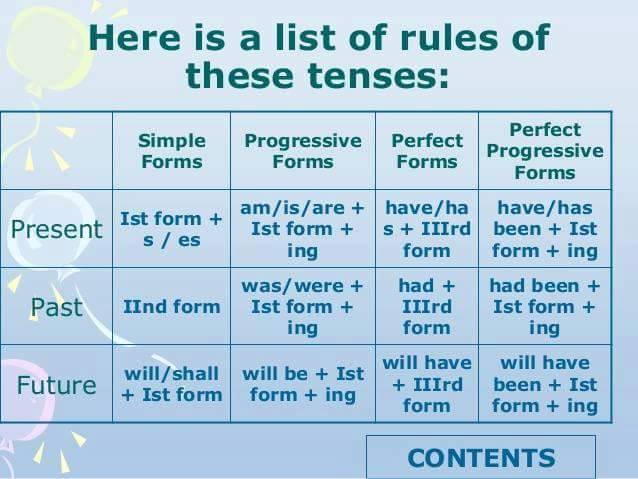 Here is a list of rules of
these tenses:
Simple
Forms
Progressive
Forms
Perfect
Forms
Perfect
Progressive
Forms
Present
Ist form +
s / es
am/is/are +
Ist form +
ing
have/ha
s + IIIrd
form
have/has
been + Ist
form + ing
Past
IInd form
was/were +
Ist form +
ing
had +
IIIrd
form
had been +
Ist form +
ing
Future
will/shall
+ Ist form
will be + Ist
form + ing
will have
+ IIIrd
form
will have
been + Ist
form + ing
CONTENTS